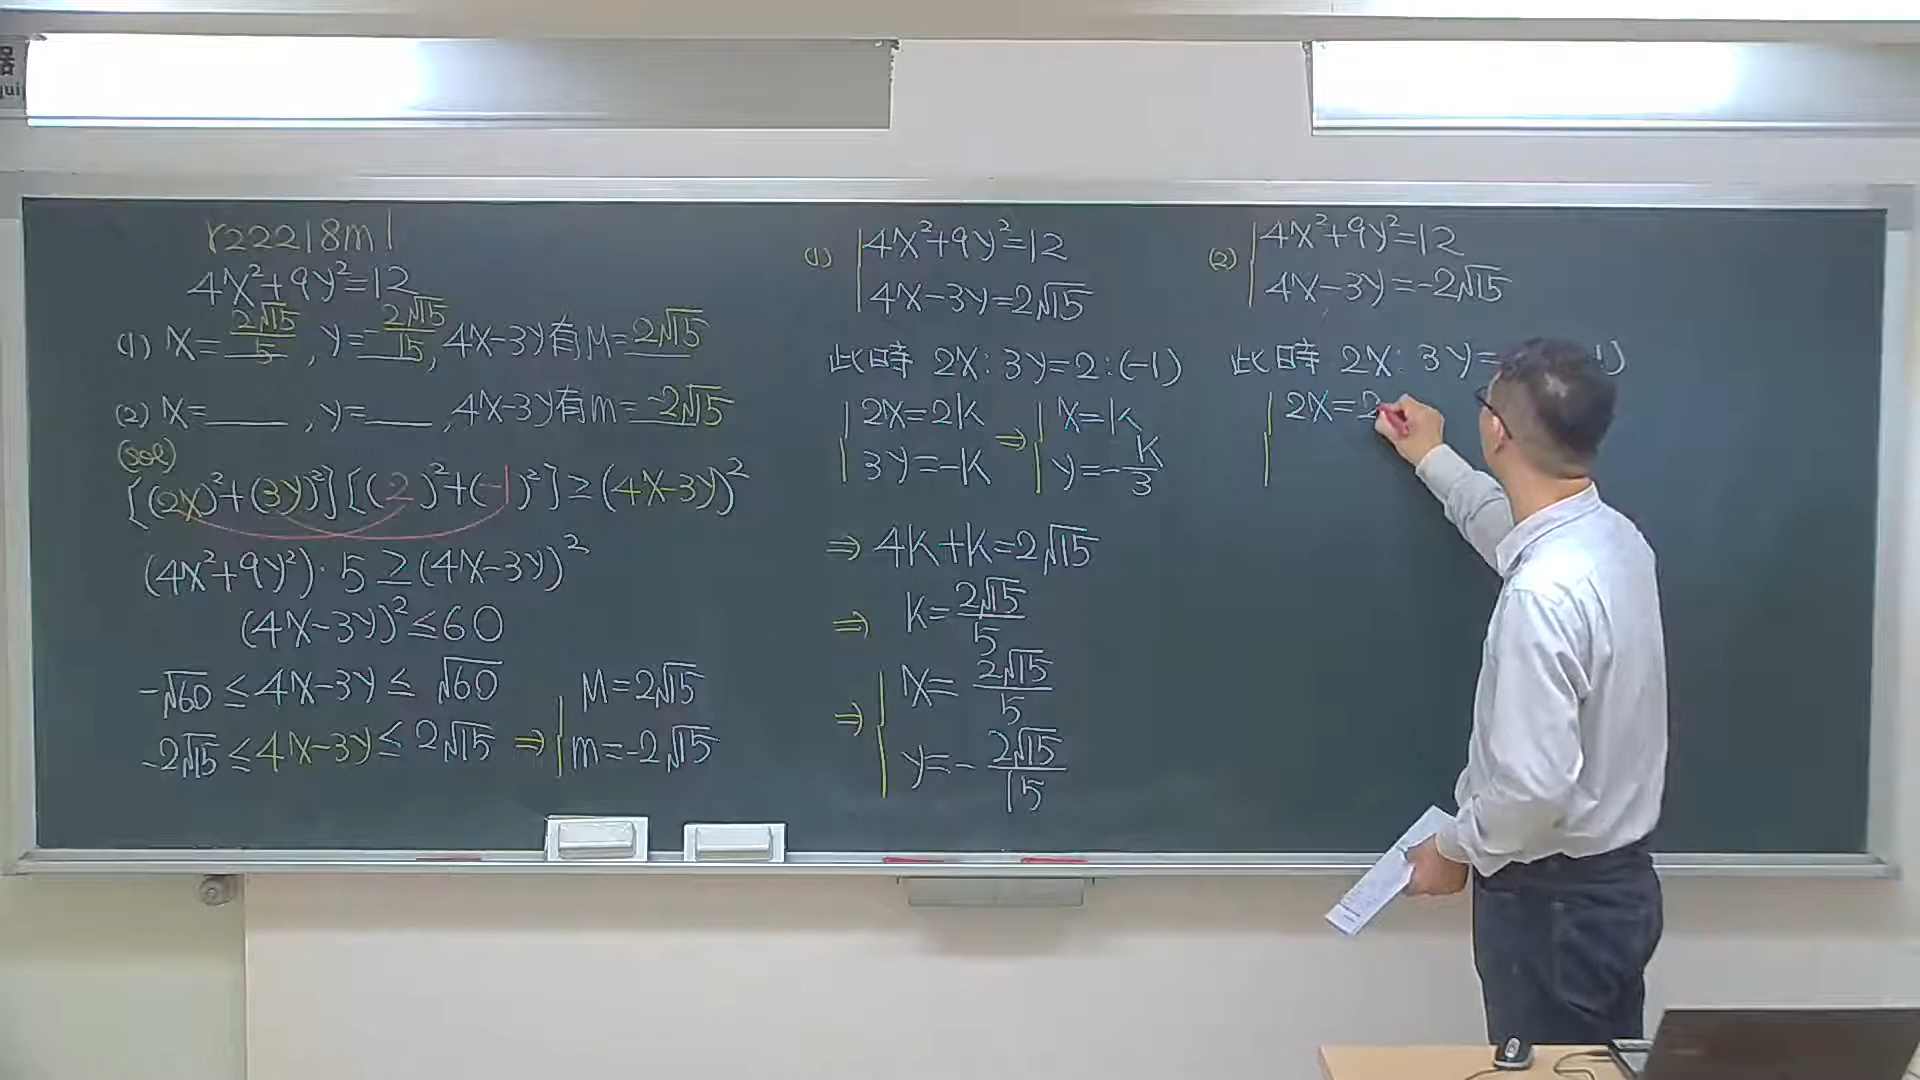 器
r22218m1
4x²+9y²=12
(1) x=2√15/5, y=-2√15/15, 4x-3y有M=2√15
(2) x=____, y=____, 4x-3y有m=-2√15
(sol)
[(2x)²+(3y)²][(2)²+(-1)²]≥(4x-3y)²
(4x²+9y²)·5≥(4x-3y)²
(4x-3y)²≤60
-√60≤4x-3y≤√60
-2√15≤4x-3y≤2√15 ⇒ M=2√15
m=-2√15
(1) 4x²+9y²=12
4x-3y=2√15
此時 2x:3y=2:(-1)
2x=2k ⇒ x=k
3y=-k y=-k/3
⇒ 4k+k=2√15
⇒ k=2√15/5
⇒ x=2√15/5
y=-2√15/15
(2) 4x²+9y²=12
4x-3y=-2√15
此時 2x:3y= 1)
2x=2